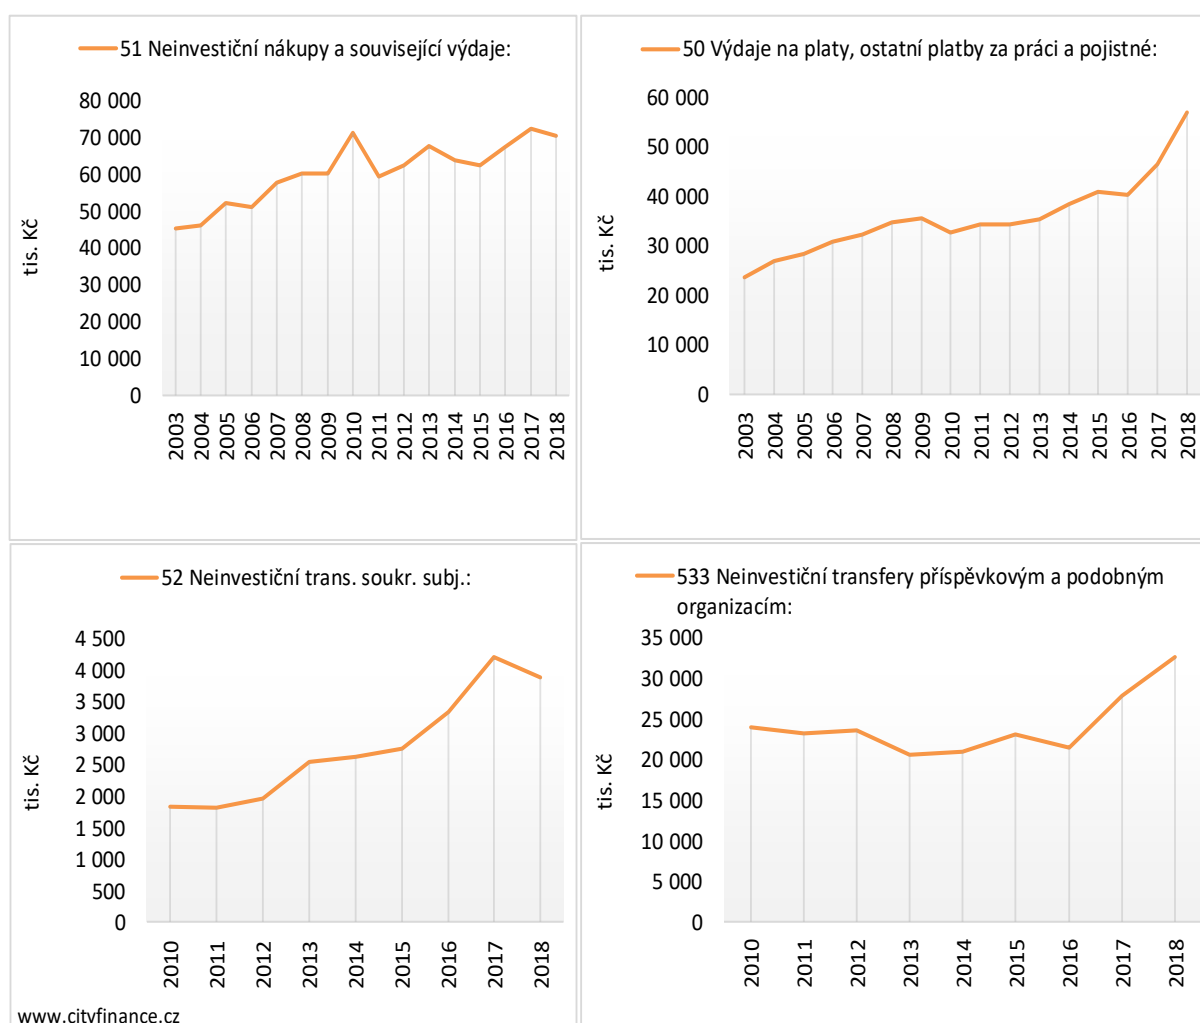 51 Neinvestiční nákupy a související výdaje:
80 000
70 000
60 000
50 000
40 000
30 000
20 000
10 000
0
tis. Kč
2003 2004 2005 2006 2007 2008 2009 2010 2011 2012 2013 2014 2015 2016 2017 2018
50 Výdaje na platy, ostatní platby za práci a pojistné:
60 000
50 000
40 000
30 000
20 000
10 000
0
tis. Kč
2003 2004 2005 2006 2007 2008 2009 2010 2011 2012 2013 2014 2015 2016 2017 2018
52 Neinvestiční trans. soukr. subj.:
4 500
4 000
3 500
3 000
2 500
2 000
1 500
1 000
500
0
tis. Kč
2010 2011 2012 2013 2014 2015 2016 2017 2018
533 Neinvestiční transfery příspěvkovým a podobným
organizacím:
35 000
30 000
25 000
20 000
15 000
10 000
5 000
0
tis. Kč
2010 2011 2012 2013 2014 2015 2016 2017 2018
www.cityfinance.cz